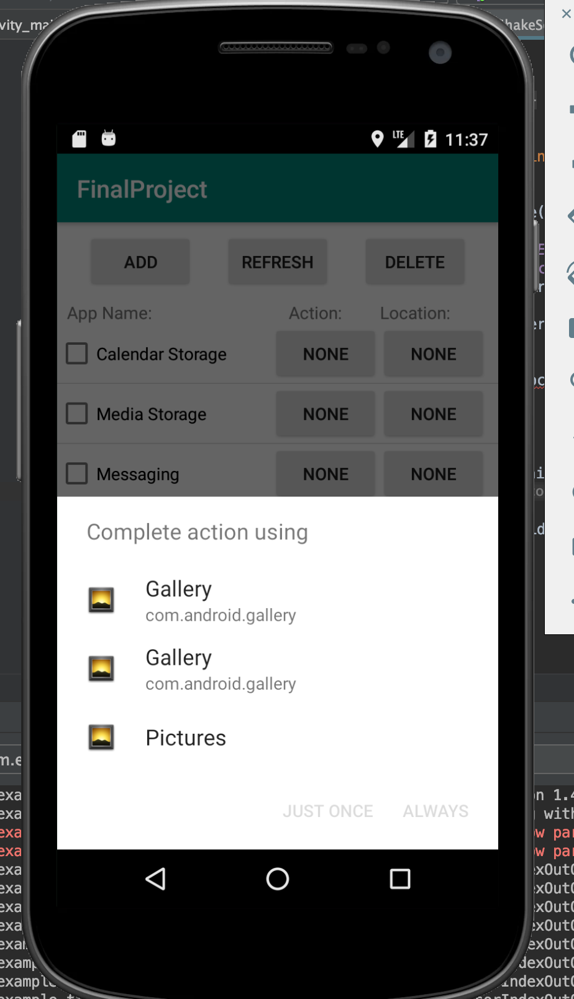 LTE 11:37
FinalProject
ADD REFRESH DELETE
App Name: Action: Location:
Calendar Storage NONE NONE
Media Storage NONE NONE
Messaging NONE NONE
Complete action using
Gallery
com.android.gallery
Gallery
com.android.gallery
Pictures
JUST ONCE ALWAYS